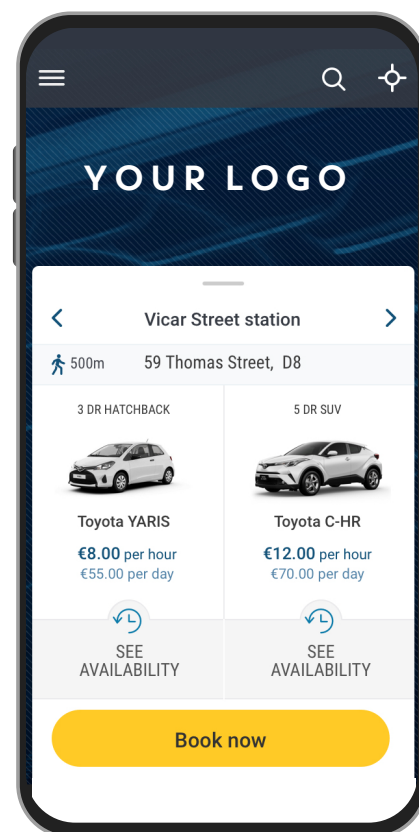 YOUR LOGO
Vicar Street station
500m 59 Thomas Street, D8
3 DR HATCHBACK
Toyota YARIS
€8.00 per hour
€55.00 per day
SEE
AVAILABILITY
5 DR SUV
Toyota C-HR
€12.00 per hour
€70.00 per day
SEE
AVAILABILITY
Book now